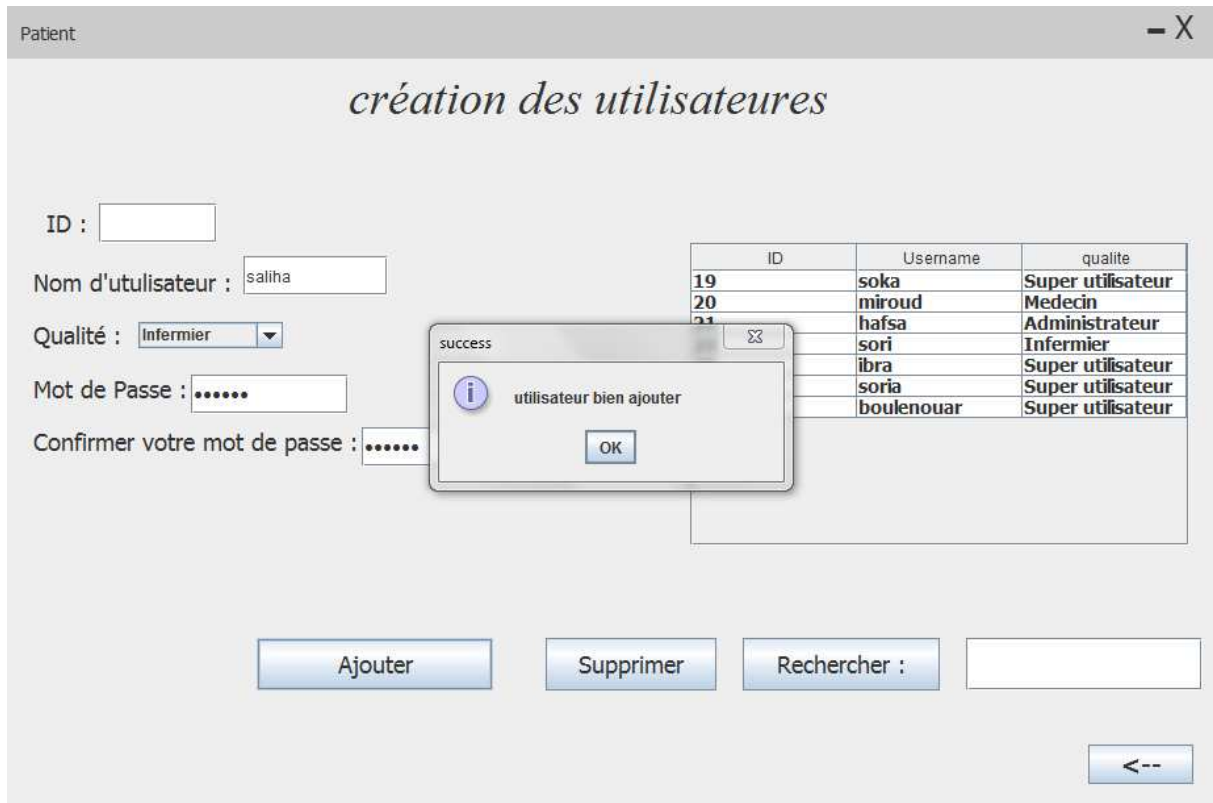 Patient
– X
création des utilisateures
ID :
Nom d'utulisateur : saliha
Qualité : Infermier
Mot de Passe : ••••••
Confirmer votre mot de passe : ••••••
ID Username qualite
19 soka Super utilisateur
20 miroud Medecin
hafsa Administrateur
sori Infermier
ibra Super utilisateur
soria Super utilisateur
boulenouar Super utilisateur
success
utilisateur bien ajouter
OK
Ajouter Supprimer Rechercher :
<--